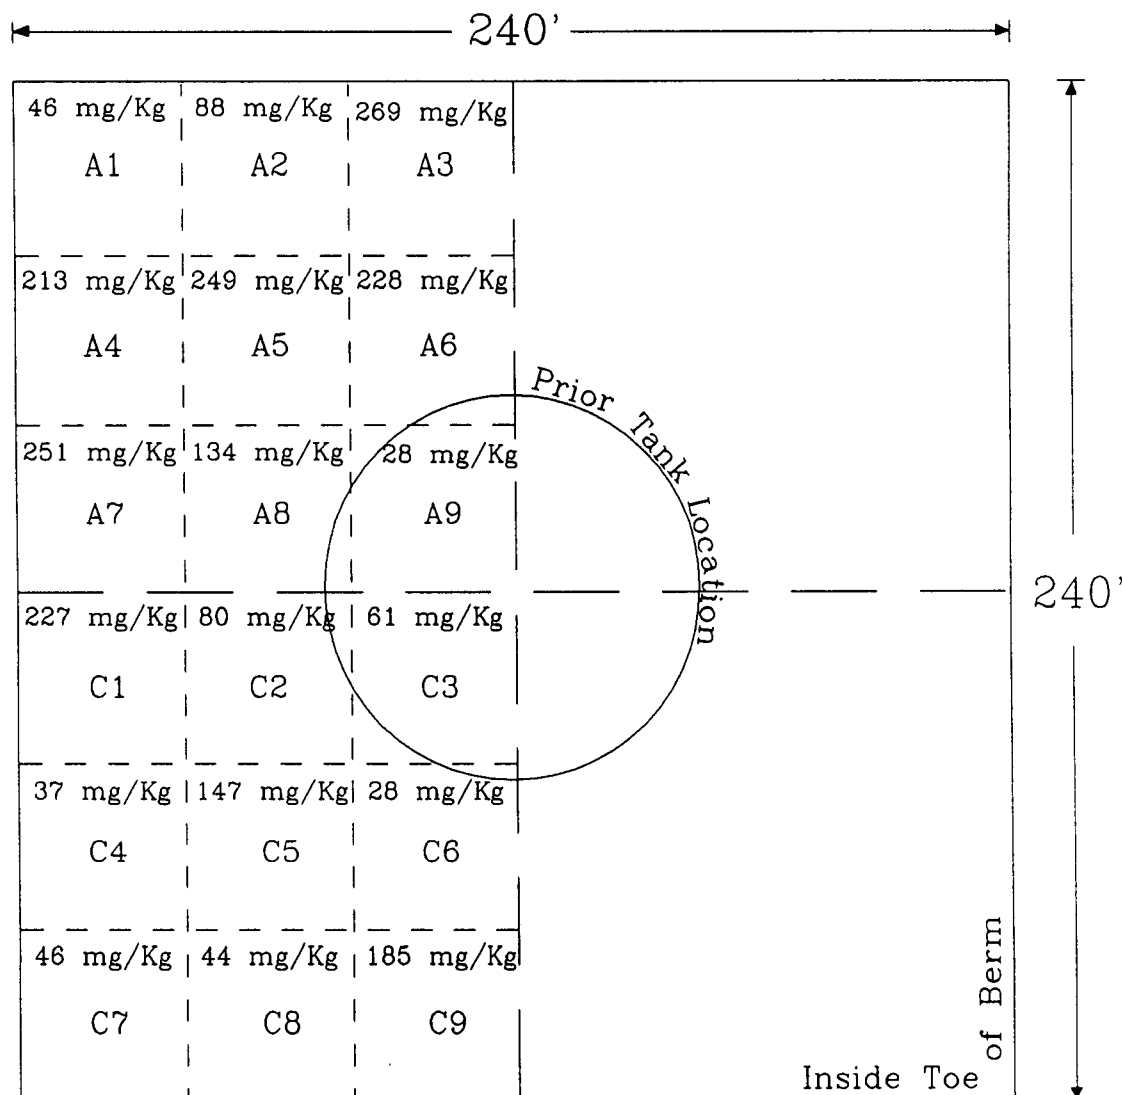 240'
46 mg/Kg 88 mg/Kg 269 mg/Kg
A1 A2 A3
213 mg/Kg 249 mg/Kg 228 mg/Kg
A4 A5 A6
Prior Tank Location
251 mg/Kg 134 mg/Kg 28 mg/Kg
A7 A8 A9
240'
227 mg/Kg 80 mg/Kg 61 mg/Kg
C1 C2 C3
37 mg/Kg 147 mg/Kg 28 mg/Kg
C4 C5 C6
46 mg/Kg 44 mg/Kg 185 mg/Kg
C7 C8 C9
Inside Toe
of Berm